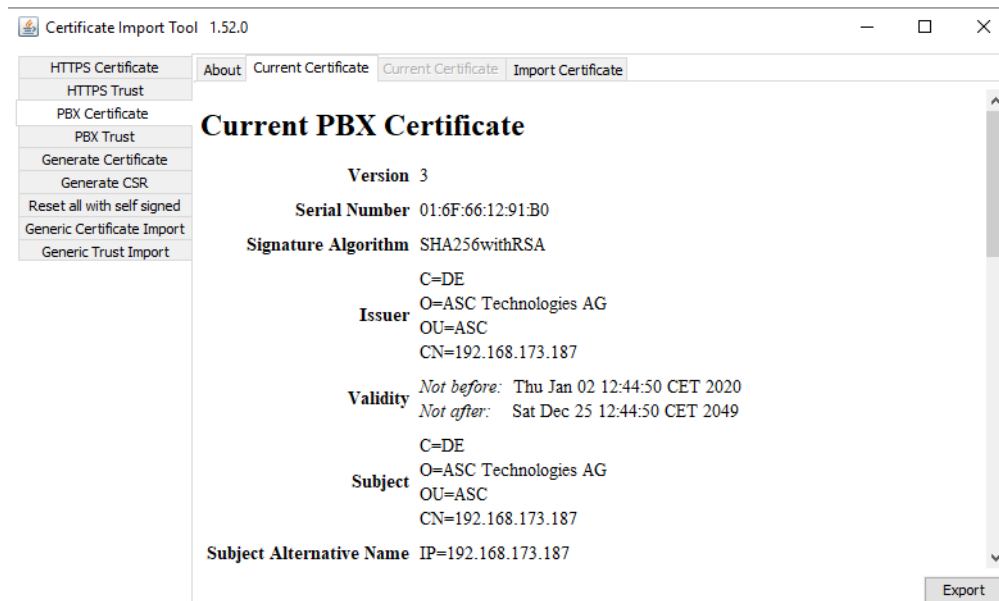 Certificate Import Tool 1.52.0
HTTPS Certificate
HTTPS Trust
PBX Certificate
PBX Trust
Generate Certificate
Generate CSR
Reset all with self signed
Generic Certificate Import
Generic Trust Import
About Current Certificate Current Certificate Import Certificate
Current PBX Certificate
Version 3
Serial Number 01:6F:66:12:91:B0
Signature Algorithm SHA256withRSA
Issuer
C=DE
O=ASC Technologies AG
OU=ASC
CN=192.168.173.187
Validity
Not before: Thu Jan 02 12:44:50 CET 2020
Not after: Sat Dec 25 12:44:50 CET 2049
Subject
C=DE
O=ASC Technologies AG
OU=ASC
CN=192.168.173.187
Subject Alternative Name IP=192.168.173.187
Export